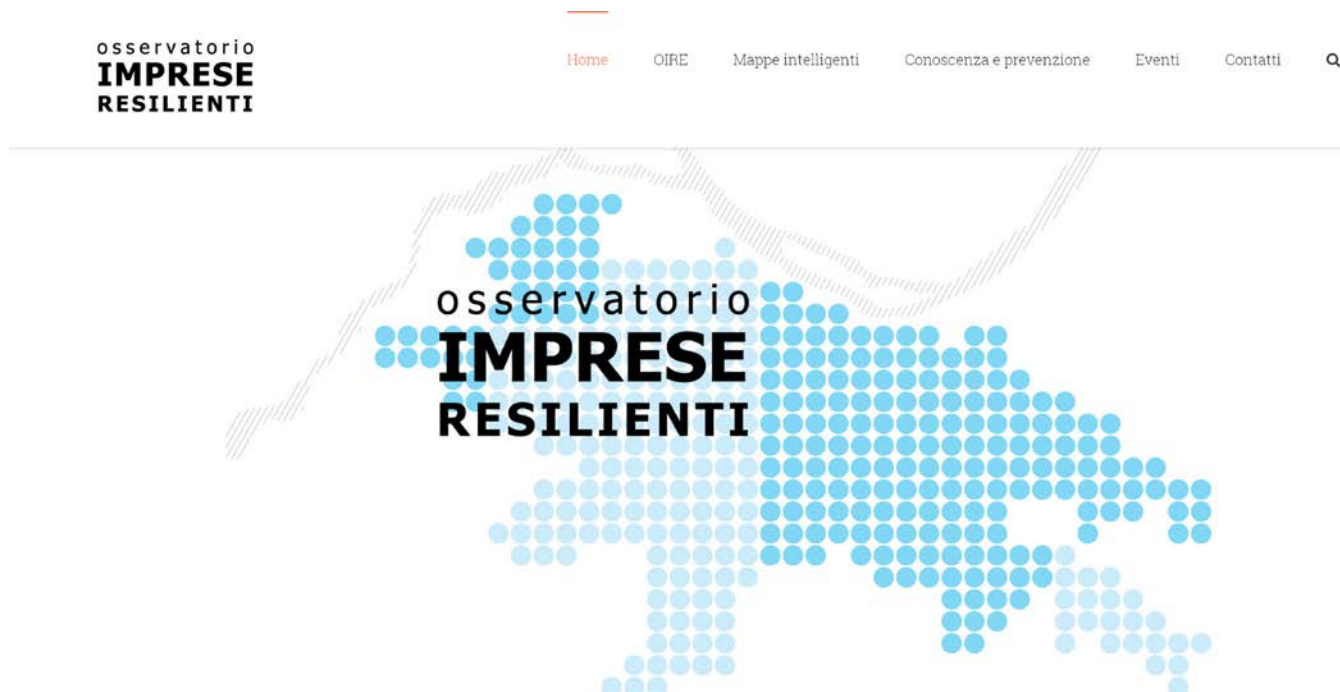 osservatorio
IMPRESE
RESILIENTI
Home OIRE Mappe intelligenti Conoscenza e prevenzione Eventi Contatti
osservatorio
IMPRESE
RESILIENTI